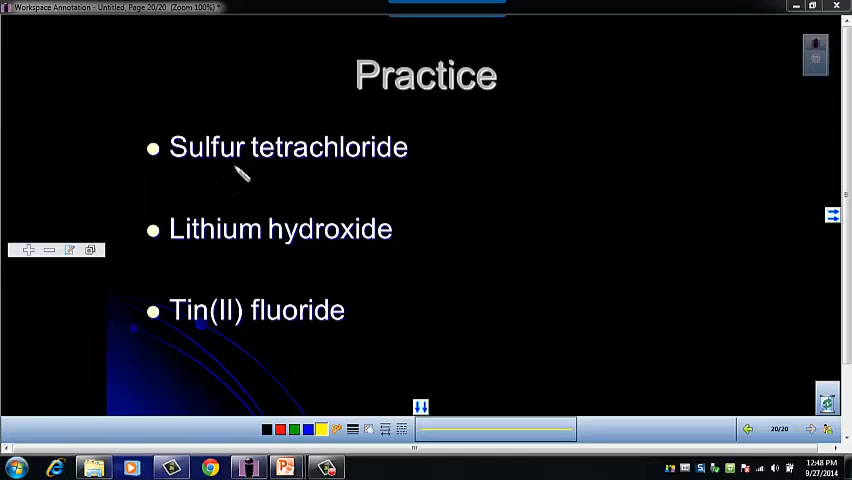 Workspace Annotation - Untitled, Page 20/20 (Zoom 100%) *
Practice
Sulfur tetrachloride
Lithium hydroxide
Tin(II) fluoride
20/20
12:48 PM
9/27/2014